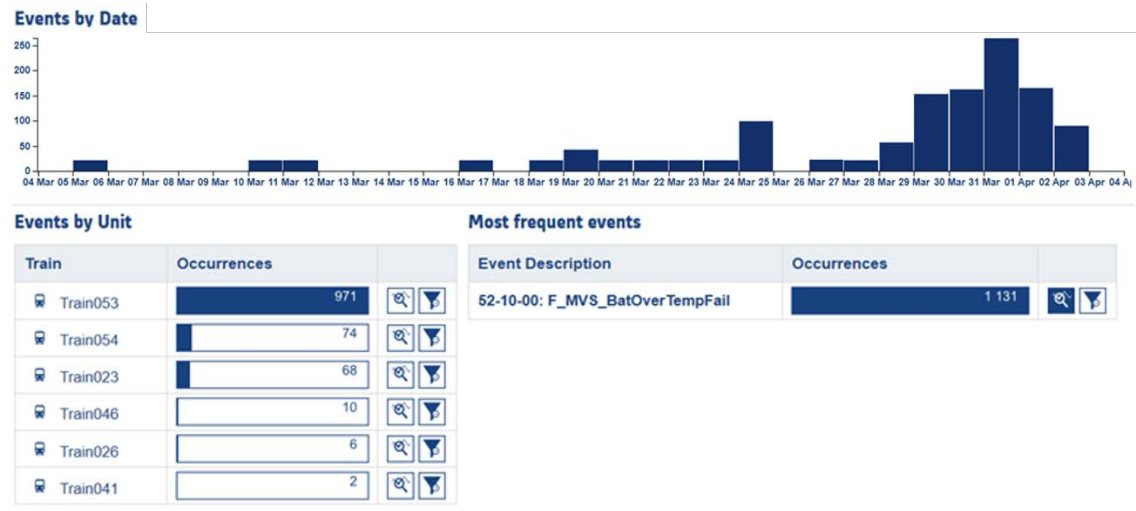 Events by Date
250
200
150
100
50
0
04 Mar 05 Mar 06 Mar 07 Mar 08 Mar 09 Mar 10 Mar 11 Mar 12 Mar 13 Mar 14 Mar 15 Mar 16 Mar 17 Mar 18 Mar 19 Mar 20 Mar 21 Mar 22 Mar 23 Mar 24 Mar 25 Mar 26 Mar 27 Mar 28 Mar 29 Mar 30 Mar 31 Mar 01 Apr 02 Apr 03 Apr 04
Events by Unit
Train Occurrences
Train053 971
Train054 74
Train023 68
Train046 10
Train026 6
Train041 2
Most frequent events
Event Description Occurrences
52-10-00: F_MVS_BatOverTempFail 1 131